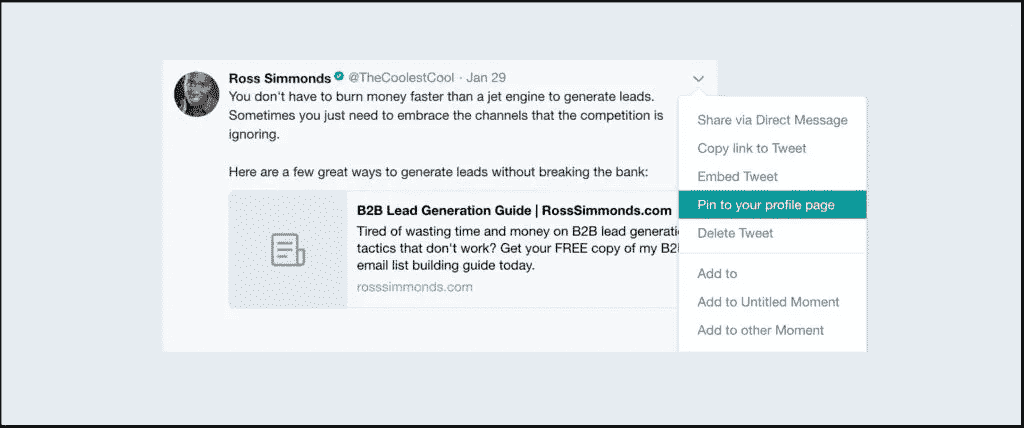 Ross Simmonds @TheCoolestCool · Jan 29
You don't have to burn money faster than a jet engine to generate leads.
Sometimes you just need to embrace the channels that the competition is
ignoring.
Here are a few great ways to generate leads without breaking the bank:
B2B Lead Generation Guide | RossSimmonds.com
Tired of wasting time and money on B2B lead
tactics that don't work? Get your FREE copy of my
email list building guide today.
rosssimmonds.com
Share via Direct Message
Copy link to Tweet
Embed Tweet
Pin to your profile page
Delete Tweet
Add to
Add to Untitled Moment
Add to other Moment